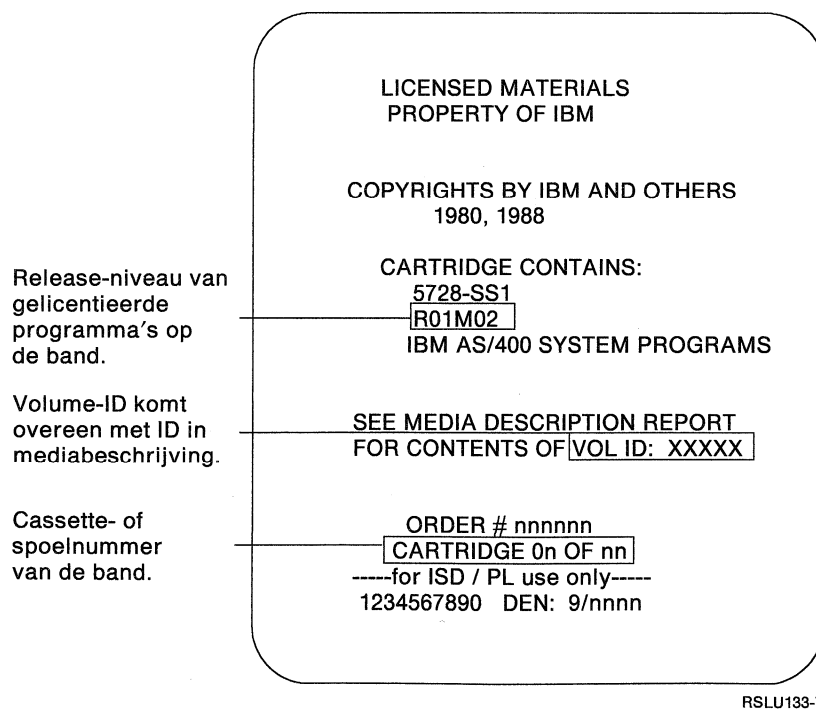 LICENSED MATERIALS
PROPERTY OF IBM
COPYRIGHTS BY IBM AND OTHERS
1980, 1988
CARTRIDGE CONTAINS:
5728-SS1
R01M02
IBM AS/400 SYSTEM PROGRAMS
Release-niveau van
gelicentieerde
programma's op
de band.
SEE MEDIA DESCRIPTION REPORT
FOR CONTENTS OF VOL ID: XXXXX
Volume-ID komt
overeen met ID in
mediabeschrijving.
ORDER # nnnnnn
CARTRIDGE 0n OF nn
-----for ISD / PL use only-----
1234567890 DEN: 9/nnnn
Cassette- of
spoelnummer
van de band.
RSLU133-